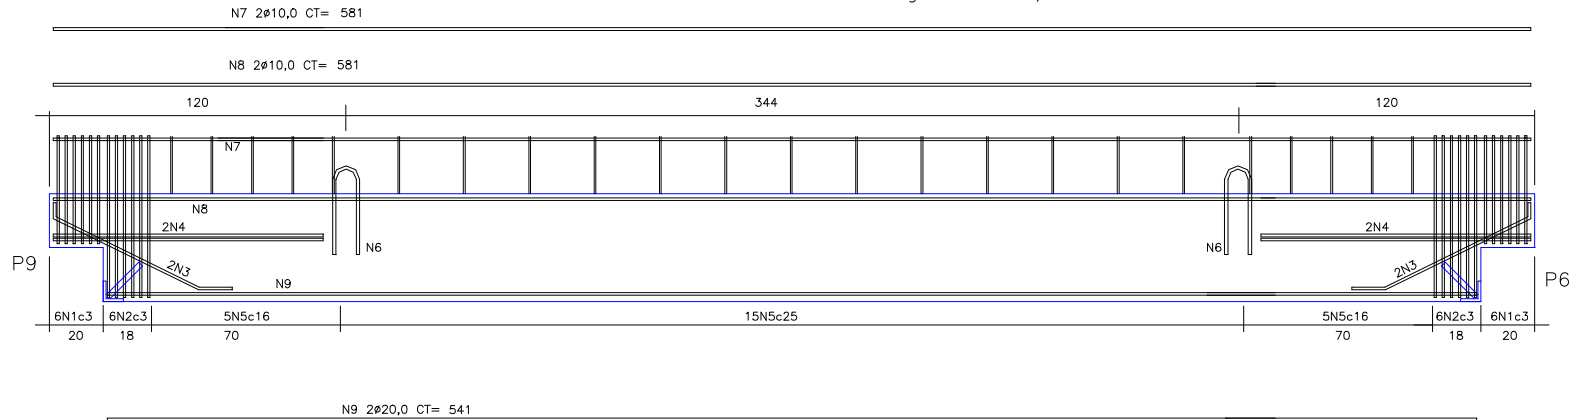 N7 2ø10,0 CT= 581
N8 2ø10,0 CT= 581
120 344 120
N7
N8
2N4 2N4
N6 N6
P9 2N3 2N3 P6
N9
6N1c3 6N2c3 5N5c16 15N5c25 5N5c16 6N2c3 6N1c3
20 18 70 70 18 20
N9 2ø20,0 CT= 541